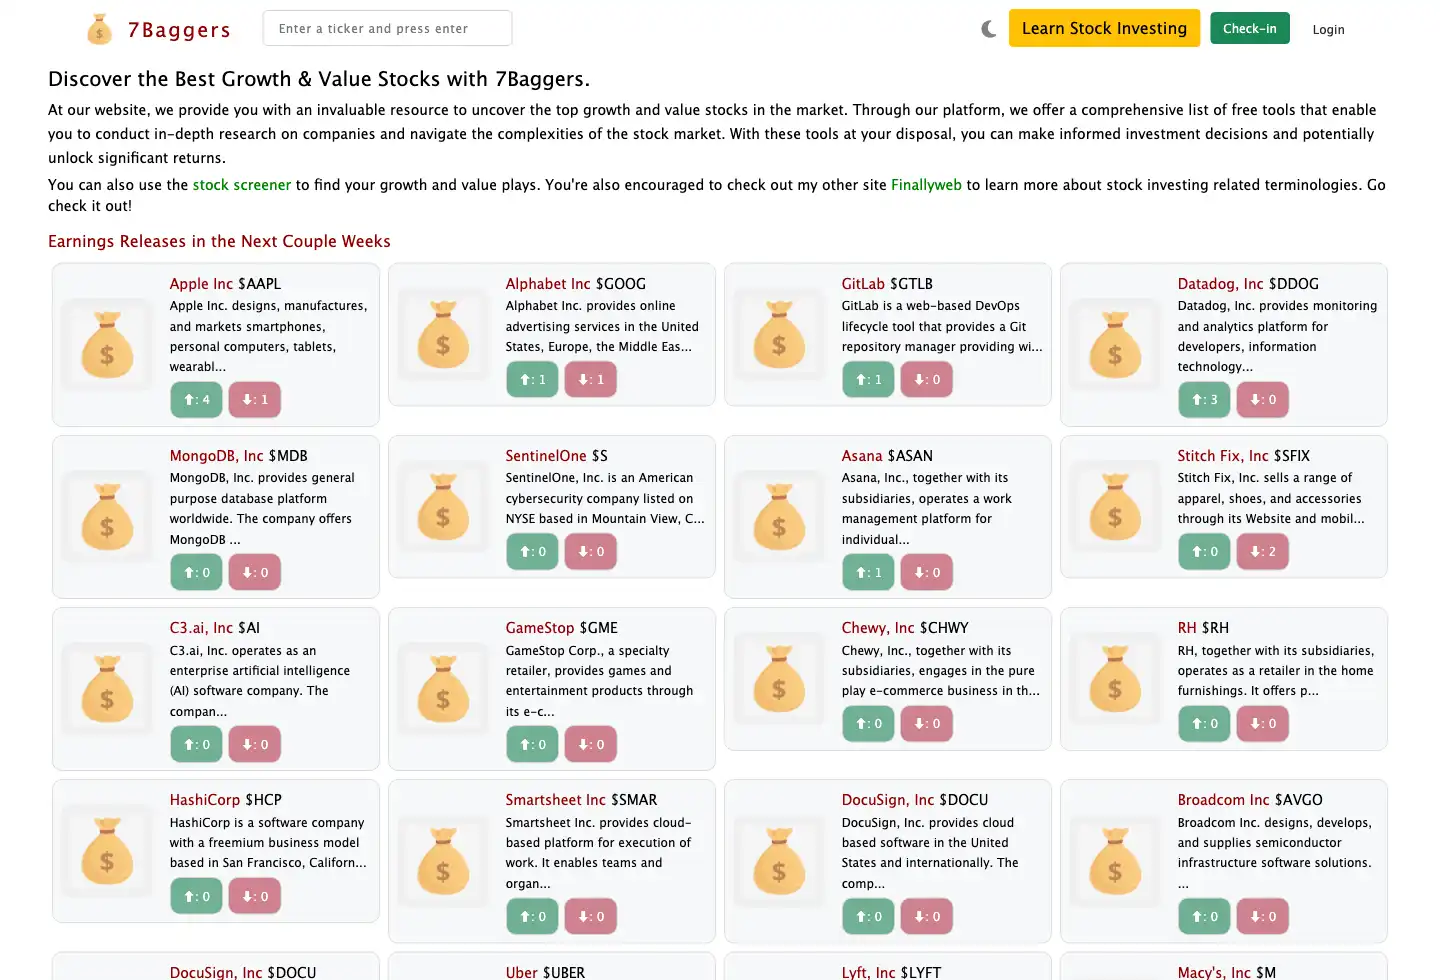 7Baggers
Enter a ticker and press enter
Learn Stock Investing
Check-in
Login
Discover the Best Growth & Value Stocks with 7Baggers.
At our website, we provide you with an invaluable resource to uncover the top growth and value stocks in the market. Through our platform, we offer a comprehensive list of free tools that enable
you to conduct in-depth research on companies and navigate the complexities of the stock market. With these tools at your disposal, you can make informed investment decisions and potentially
unlock significant returns.
You can also use the stock screener to find your growth and value plays. You're also encouraged to check out my other site Finallyweb to learn more about stock investing related terminologies. Go
check it out!
Earnings Releases in the Next Couple Weeks
Apple Inc $AAPL
Apple Inc. designs, manufactures,
and markets smartphones,
personal computers, tablets,
wearabl...
⬆: 4 ⬇: 1
Alphabet Inc $GOOG
Alphabet Inc. provides online
advertising services in the United
States, Europe, the Middle Eas...
⬆: 1 ⬇: 1
GitLab $GTLB
GitLab is a web-based DevOps
lifecycle tool that provides a Git
repository manager providing wi...
⬆: 1 ⬇: 0
Datadog, Inc $DDOG
Datadog, Inc. provides monitoring
and analytics platform for
developers, information
technology...
⬆: 3 ⬇: 0
MongoDB, Inc $MDB
MongoDB, Inc. provides general
purpose database platform
worldwide. The company offers
MongoDB ...
⬆: 0 ⬇: 0
SentinelOne $S
SentinelOne, Inc. is an American
cybersecurity company listed on
NYSE based in Mountain View, C...
⬆: 0 ⬇: 0
Asana $ASAN
Asana, Inc., together with its
subsidiaries, operates a work
management platform for
individual...
⬆: 1 ⬇: 0
Stitch Fix, Inc $SFIX
Stitch Fix, Inc. sells a range of
apparel, shoes, and accessories
through its Website and mobil...
⬆: 0 ⬇: 2
C3.ai, Inc $AI
C3.ai, Inc. operates as an
enterprise artificial intelligence
(AI) software company. The
compan...
⬆: 0 ⬇: 0
GameStop $GME
GameStop Corp., a specialty
retailer, provides games and
entertainment products through
its e-c...
⬆: 0 ⬇: 0
Chewy, Inc $CHWY
Chewy, Inc., together with its
subsidiaries, engages in the pure
play e-commerce business in th...
⬆: 0 ⬇: 0
RH $RH
RH, together with its subsidiaries,
operates as a retailer in the home
furnishings. It offers p...
⬆: 0 ⬇: 0
HashiCorp $HCP
HashiCorp is a software company
with a freemium business model
based in San Francisco, Californ...
⬆: 0 ⬇: 0
Smartsheet Inc $SMAR
Smartsheet Inc. provides cloud-
based platform for execution of
work. It enables teams and
organ...
⬆: 0 ⬇: 0
DocuSign, Inc $DOCU
DocuSign, Inc. provides cloud
based software in the United
States and internationally. The
comp...
⬆: 0 ⬇: 0
Broadcom Inc $AVGO
Broadcom Inc. designs, develops,
and supplies semiconductor
infrastructure software solutions.
...
⬆: 0 ⬇: 0
DocuSign, Inc $DOCU
Uber $UBER
Lyft, Inc $LYFT
Macy's, Inc $M